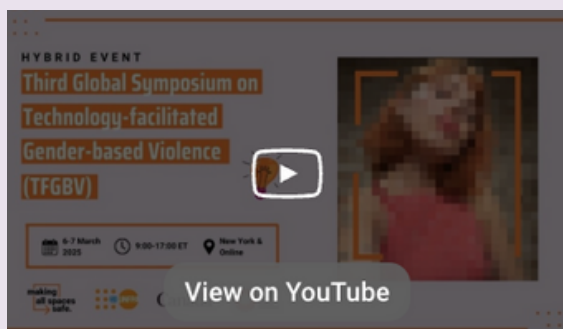 HYBRID EVENT
Third Global Symposium on
Technology-facilitated
Gender-based Violence
(TFGBV)
6-7 March
2025
9:00-17:00 ET
New York &
Online
making
all spaces
safe.
View on YouTube